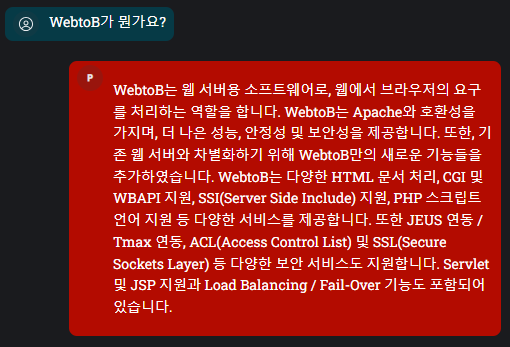 WebtoB가 뭔가요?
P
WebtoB는 웹 서버용 소프트웨어로, 웹에서 브라우저의 요구
를 처리하는 역할을 합니다. WebtoB는 Apache와 호환성을
가지며, 더 나은 성능, 안정성 및 보안성을 제공합니다. 또한, 기
존 웹 서버와 차별화하기 위해 WebtoB만의 새로운 기능들을
추가하였습니다. WebtoB는 다양한 HTML 문서 처리, CGI 및
WBAPI 지원, SSI(Server Side Include) 지원, PHP 스크립트
언어 지원 등 다양한 서비스를 제공합니다. 또한 JEUS 연동 /
Tmax 연동, ACL(Access Control List) 및 SSL(Secure
Sockets Layer) 등 다양한 보안 서비스도 지원합니다. Servlet
및 JSP 지원과 Load Balancing / Fail-Over 기능도 포함되어
있습니다.